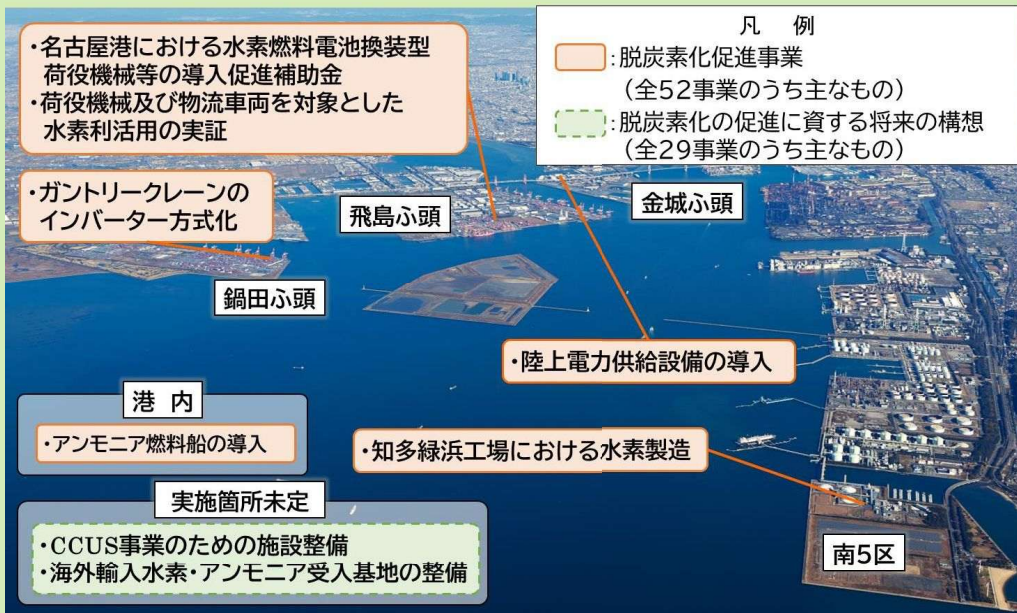 ・名古屋港における水素燃料電池換装型
荷役機械等の導入促進補助金
・荷役機械及び物流車両を対象とした
水素利活用の実証
凡 例
:脱炭素化促進事業
(全52事業のうち主なもの)
:脱炭素化の促進に資する将来の構想
(全29事業のうち主なもの)
・ガントリークレーンの
インバーター方式化
飛島ふ頭
金城ふ頭
鍋田ふ頭
・陸上電力供給設備の導入
港 内
・アンモニア燃料船の導入
・知多緑浜工場における水素製造
実施箇所未定
・CCUS事業のための施設整備
・海外輸入水素・アンモニア受入基地の整備
南5区